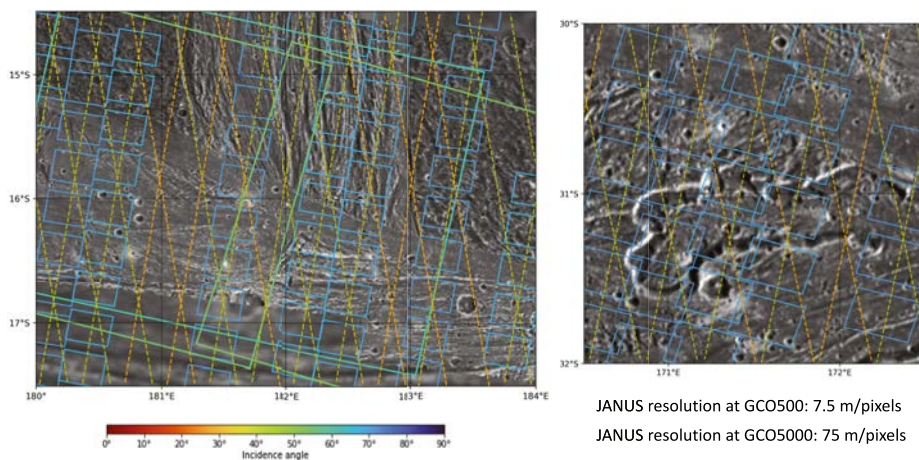 15°S
16°S
17°S
180°
181°E
182°E
183°E
184°E
30°S
31°S
32°S
171°E
172°E
0° 10° 20° 30° 40° 50° 60° 70° 80° 90°
Incidence angle
JANUS resolution at GCO500: 7.5 m/pixels
JANUS resolution at GCO5000: 75 m/pixels